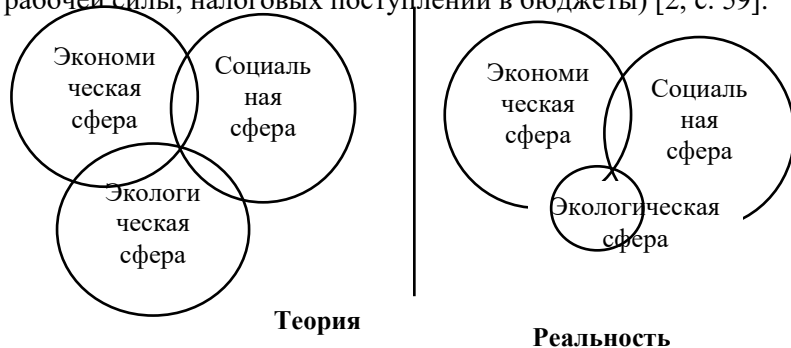 рабочей силы, налоговых поступлений в бюджеты) [2, с. 59].
Экономи
ческая
сфера
Социаль
ная
сфера
Экологи
ческая
сфера
Теория
Экономи
ческая
сфера
Социаль
ная
сфера
Экологическая
сфера
Реальность